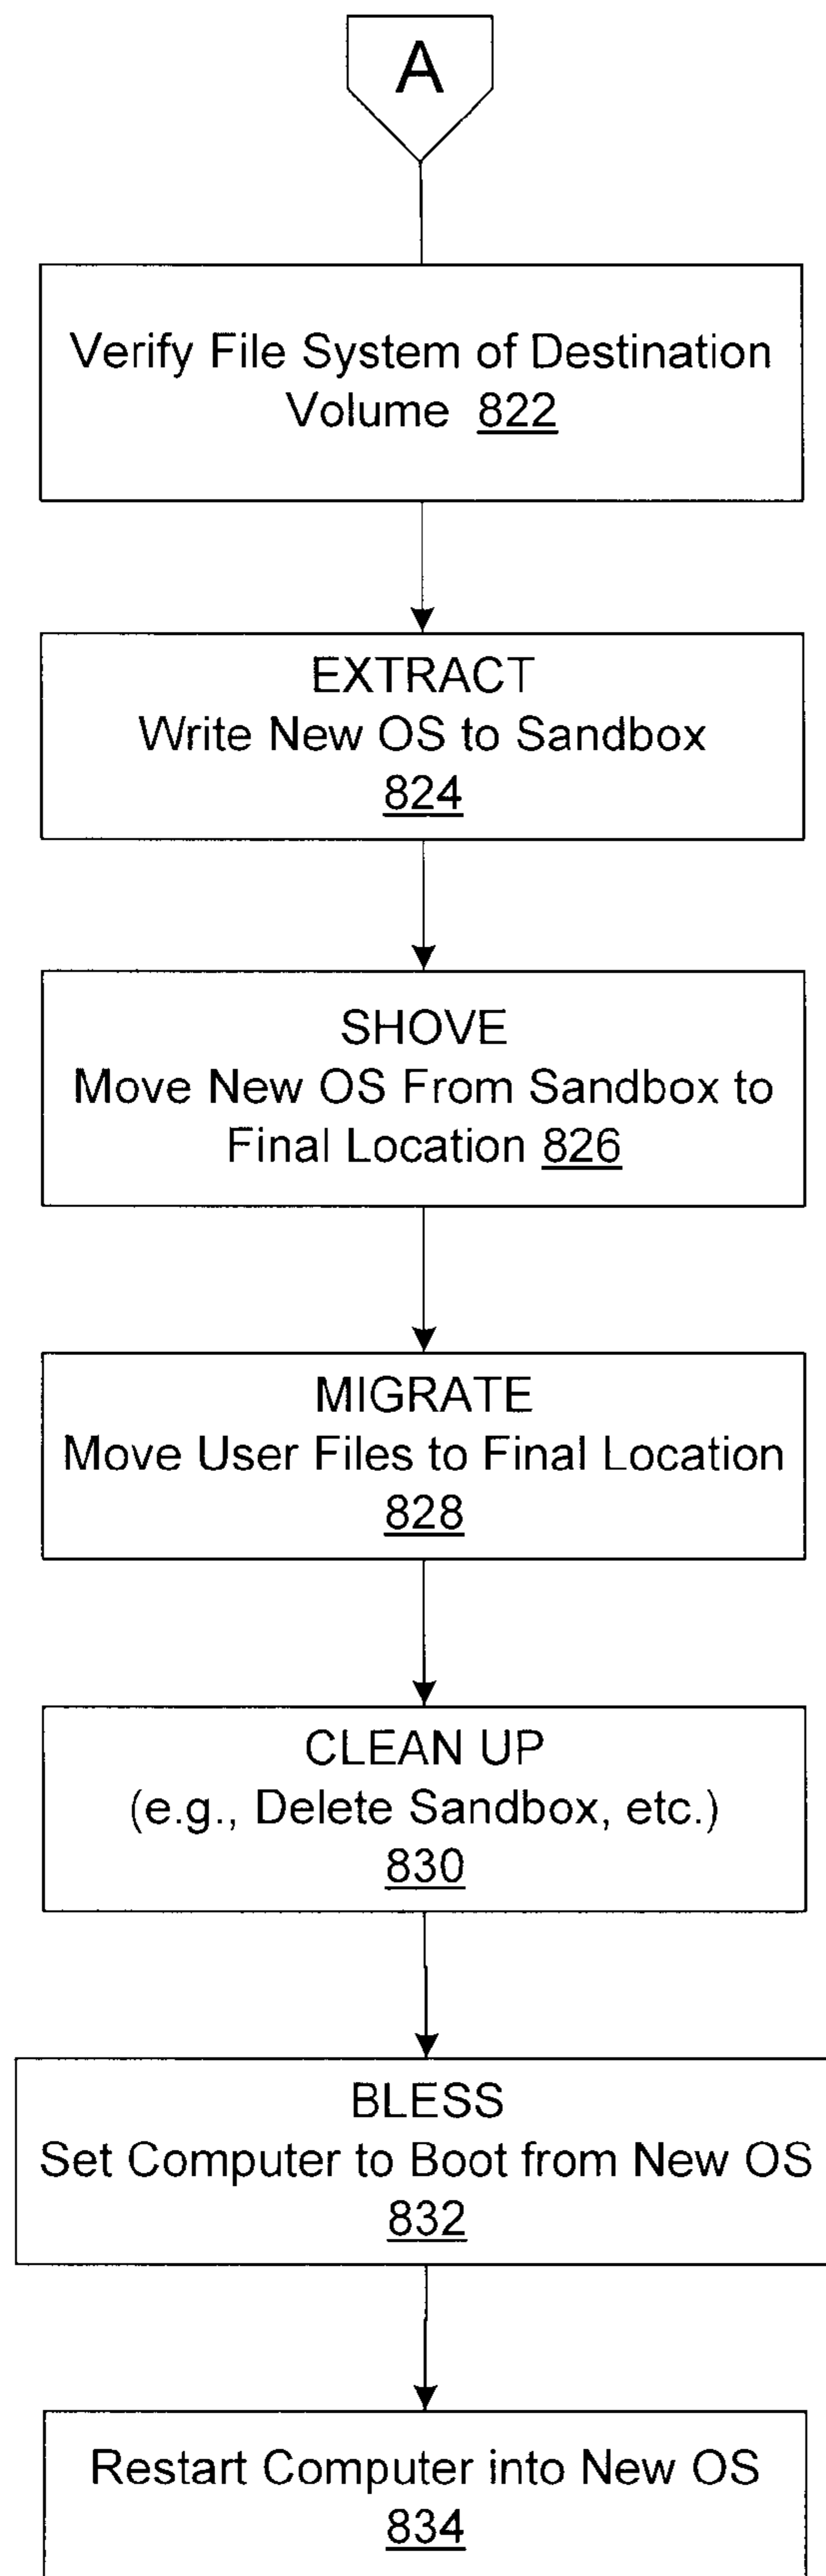 A
Verify File System of Destination
Volume 822
EXTRACT
Write New OS to Sandbox
824
SHOVE
Move New OS From Sandbox to
Final Location 826
MIGRATE
Move User Files to Final Location
828
CLEAN UP
(e.g., Delete Sandbox, etc.)
830
BLESS
Set Computer to Boot from New OS
832
Restart Computer into New OS
834